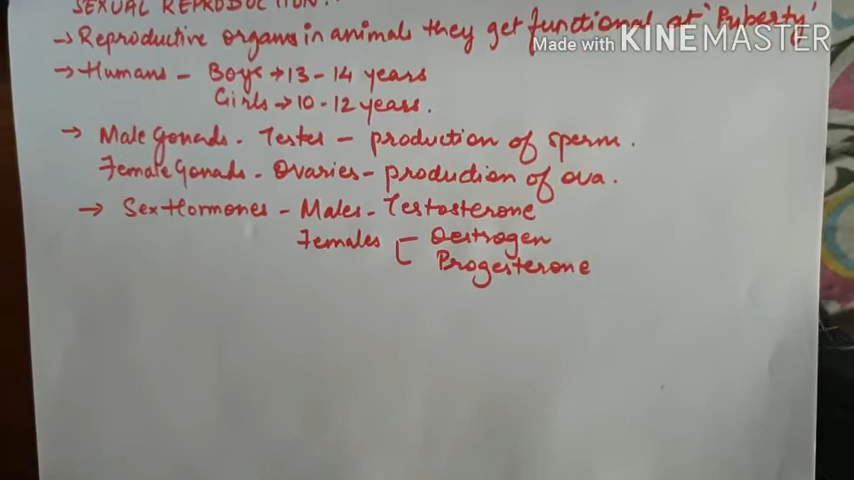 SEXUAL REPRODUCTION:
→ Reproductive organs in animals they get functional at 'Puberty'
Made with KINEMASTER
→ Humans - Boys → 13 - 14 years
Girls → 10 - 12 years.
→ Male Gonads - Testes - production of sperm.
Female Gonads - Ovaries - production of ova.
→ Sex Hormones - Males - Testosterone
Females [ Oestrogen
Progesterone